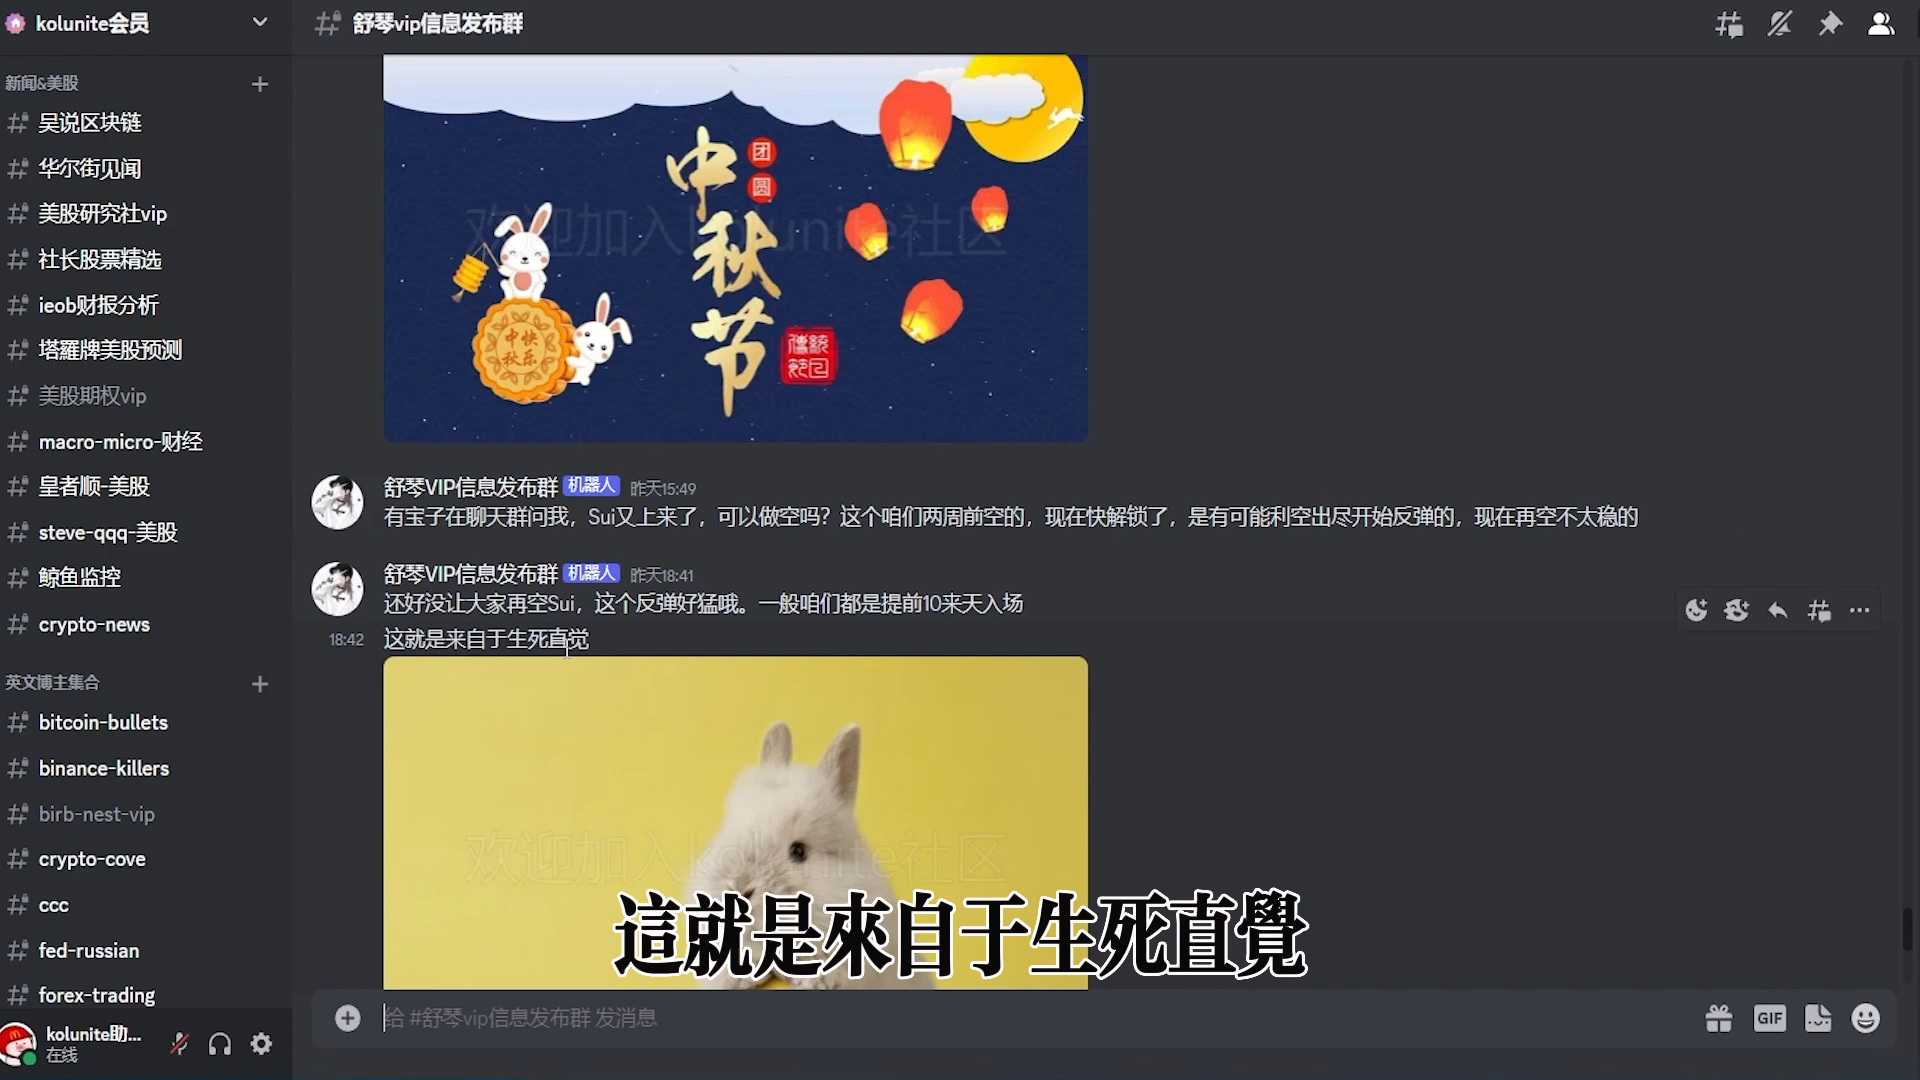 kolunite会员
舒琴vip信息发布群
新闻&美股
吴说区块链
华尔街见闻
美股研究社vip
社长股票精选
ieob财报分析
塔羅牌美股预测
美股期权vip
macro-micro-财经
皇者顺-美股
steve-qqq-美股
鲸鱼监控
crypto-news
英文博主集合
bitcoin-bullets
binance-killers
birb-nest-vip
crypto-cove
ccc
fed-russian
forex-trading
kolunite助...
在线
中秋节
团圆
中秋
快乐
傳統
欢迎加入kolunite社区
舒琴VIP信息发布群 机器人 昨天15:49
有宝子在聊天群问我，Sui又上来了，可以做空吗？这个咱们两周前空的，现在快解锁了，是有可能利空出尽开始反弹的，现在再空不太稳的
舒琴VIP信息发布群 机器人 昨天18:41
还好没让大家再空Sui，这个反弹好猛哦。一般咱们都是提前10来天入场
18:42 这就是来自于生死直觉
欢迎加入kolunite社区
這就是來自于生死直覺
给 #舒琴vip信息发布群 发消息
GIF